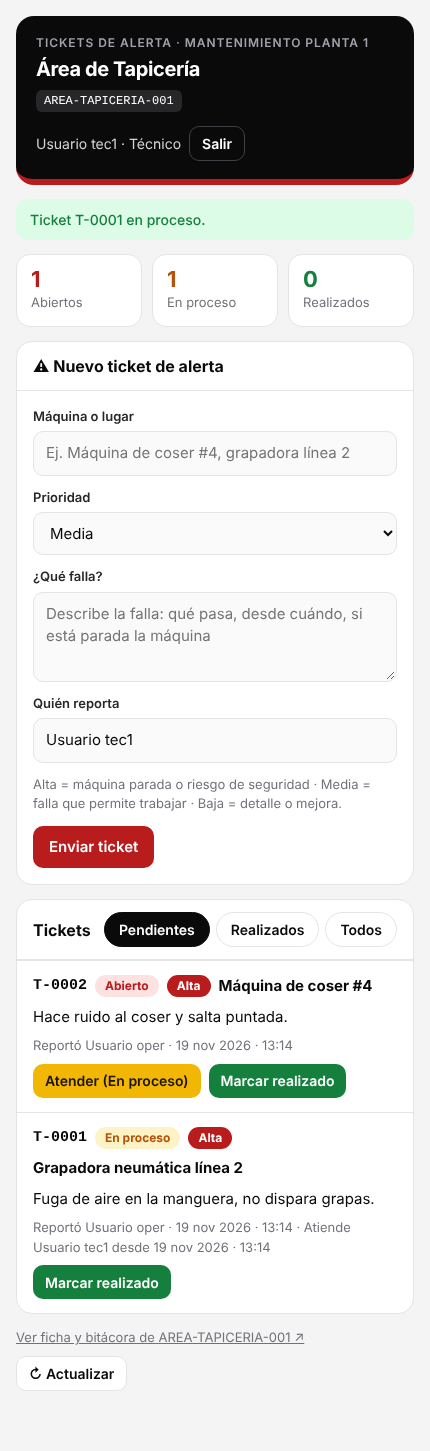 TICKETS DE ALERTA · MANTENIMIENTO PLANTA 1
Área de Tapicería
AREA-TAPICERIA-001
Usuario tec1 · Técnico Salir
Ticket T-0001 en proceso.
1 1 0
Abiertos En proceso Realizados
⚠ Nuevo ticket de alerta
Máquina o lugar
Ej. Máquina de coser #4, grapadora línea 2
Prioridad
Media
¿Qué falla?
Describe la falla: qué pasa, desde cuándo, si
está parada la máquina
Quién reporta
Usuario tec1
Alta = máquina parada o riesgo de seguridad · Media =
falla que permite trabajar · Baja = detalle o mejora.
Enviar ticket
Tickets Pendientes Realizados Todos
T-0002 Abierto Alta Máquina de coser #4
Hace ruido al coser y salta puntada.
Reportó Usuario oper · 19 nov 2026 · 13:14
Atender (En proceso) Marcar realizado
T-0001 En proceso Alta
Grapadora neumática línea 2
Fuga de aire en la manguera, no dispara grapas.
Reportó Usuario oper · 19 nov 2026 · 13:14 · Atiende
Usuario tec1 desde 19 nov 2026 · 13:14
Marcar realizado
Ver ficha y bitácora de AREA-TAPICERIA-001 ↗
↻ Actualizar